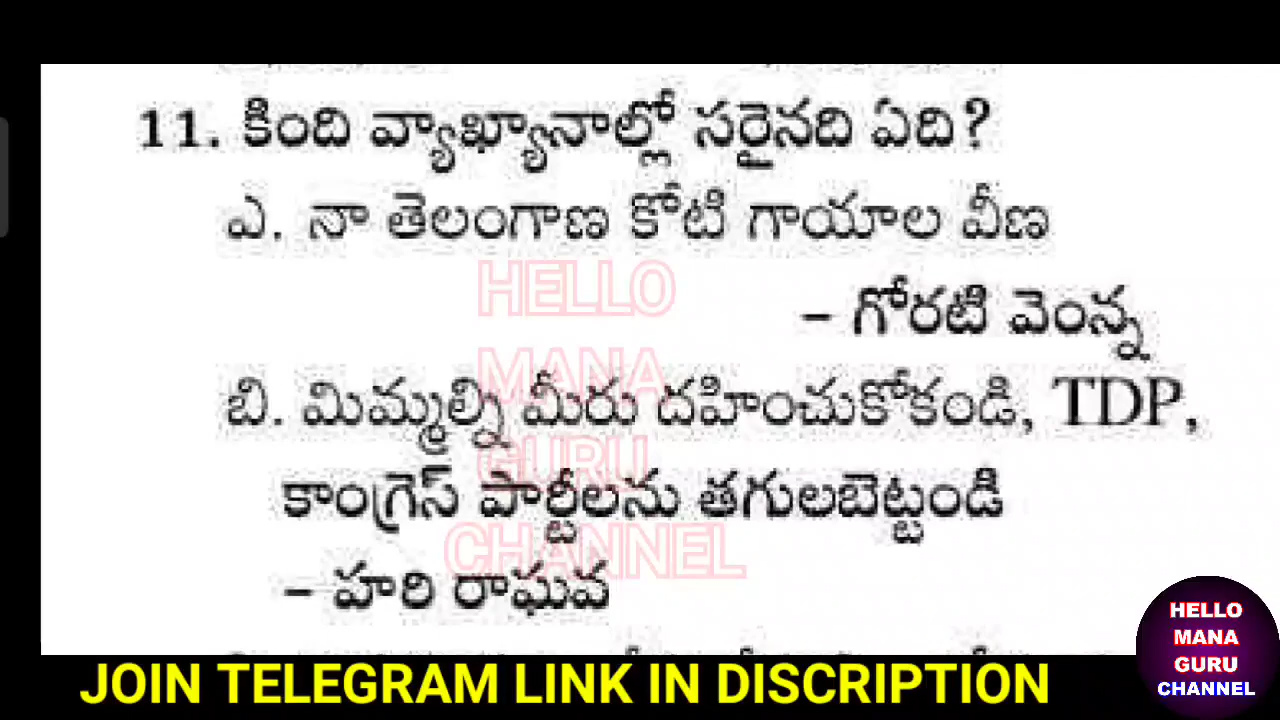 11. కింది వ్యాఖ్యానాల్లో సరైనది ఏది?
ఎ. నా తెలంగాణ కోటి గాయాల వీణ
– గోరటి వెంన్న
బి. మిమ్మల్ని మీరు దహించుకోకండి, TDP,
కాంగ్రెస్ పార్టీలను తగులబెట్టండి
– హరి రాఘవ
HELLO
MANA
GURU
CHANNEL
HELLO
MANA
GURU
CHANNEL
JOIN TELEGRAM LINK IN DISCRIPTION